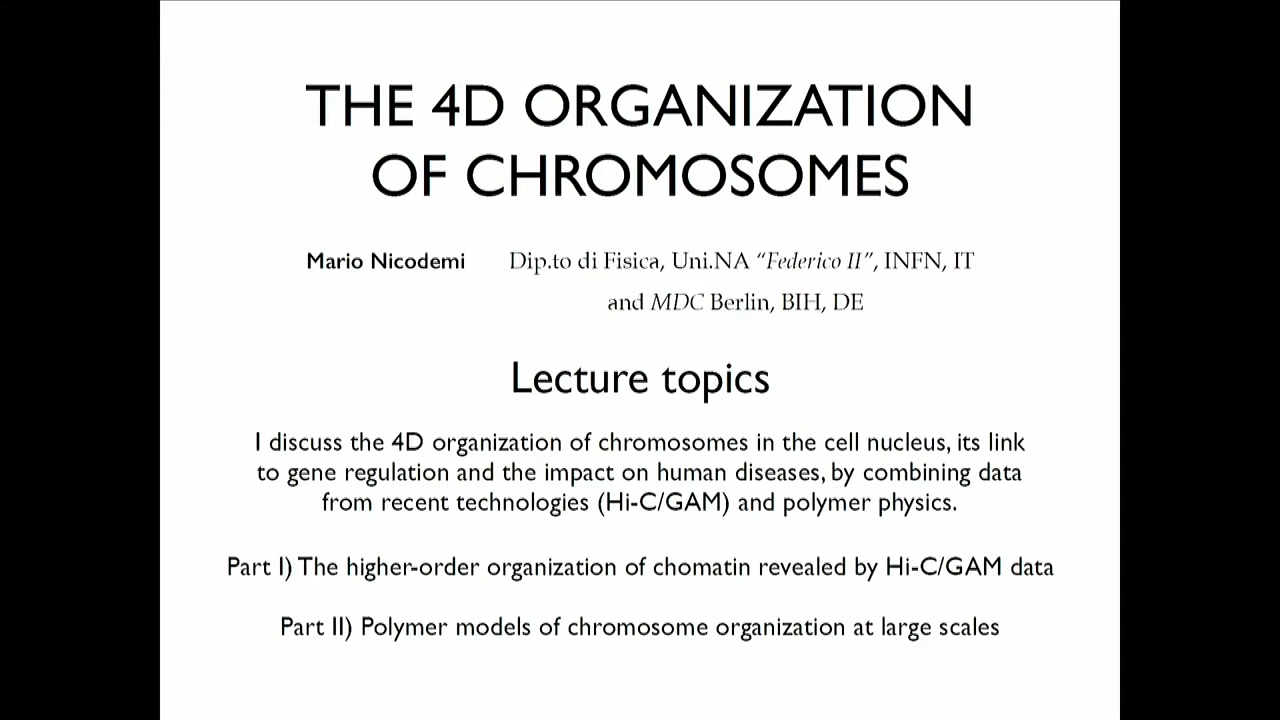 THE 4D ORGANIZATION
OF CHROMOSOMES
Mario Nicodemi Dip.to di Fisica, Uni.NA “Federico II”, INFN, IT
and MDC Berlin, BIH, DE
Lecture topics
I discuss the 4D organization of chromosomes in the cell nucleus, its link
to gene regulation and the impact on human diseases, by combining data
from recent technologies (Hi-C/GAM) and polymer physics.
Part I) The higher-order organization of chomatin revealed by Hi-C/GAM data
Part II) Polymer models of chromosome organization at large scales